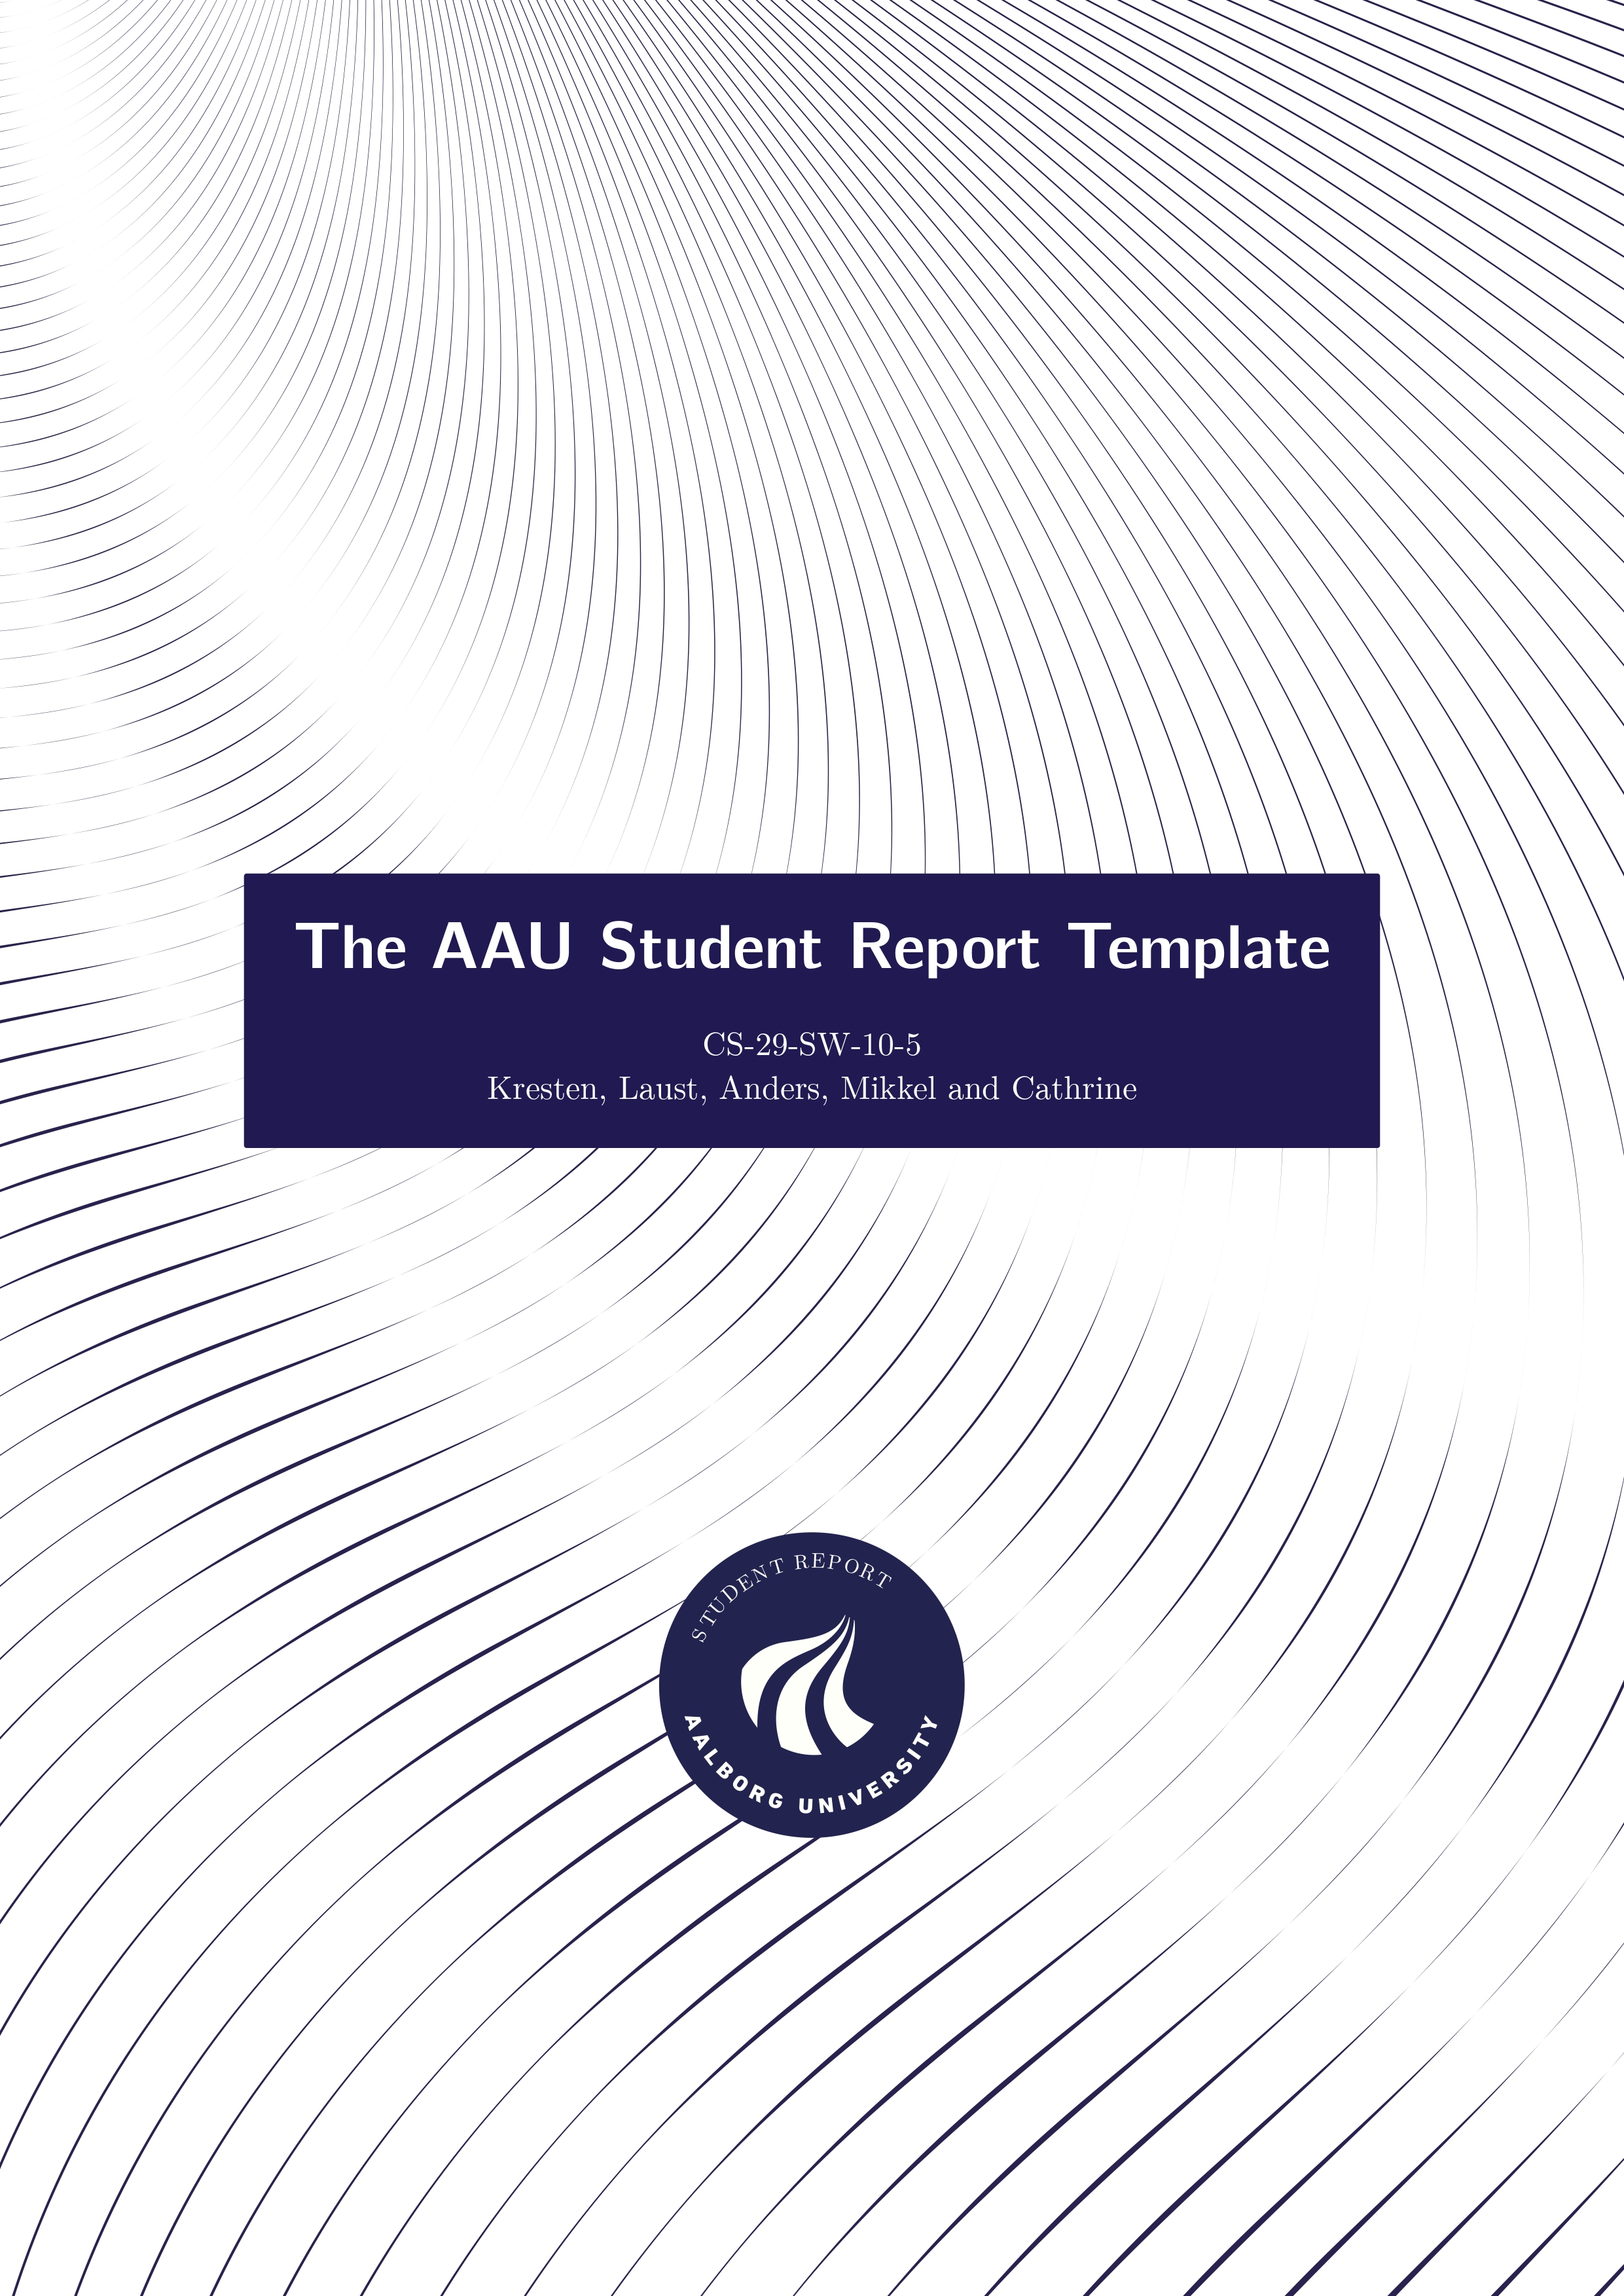 The AAU Student Report Template
CS-29-SW-10-5
Kresten, Laust, Anders, Mikkel and Cathrine
STUDENT REPORT
AALBORG UNIVERSITY